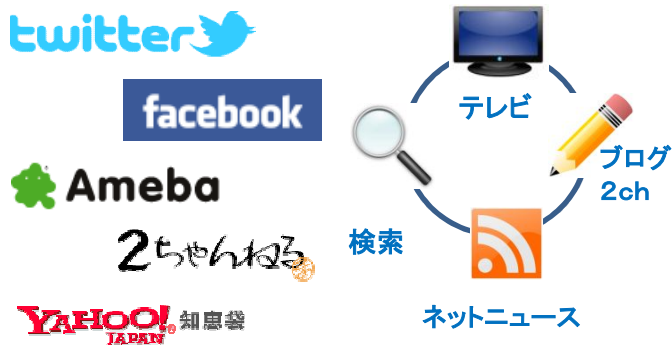 twitter
facebook
Ameba
2ちゃんねる
YAHOO!
JAPAN
知恵袋
テレビ
ブログ
2ch
検索
ネットニュース